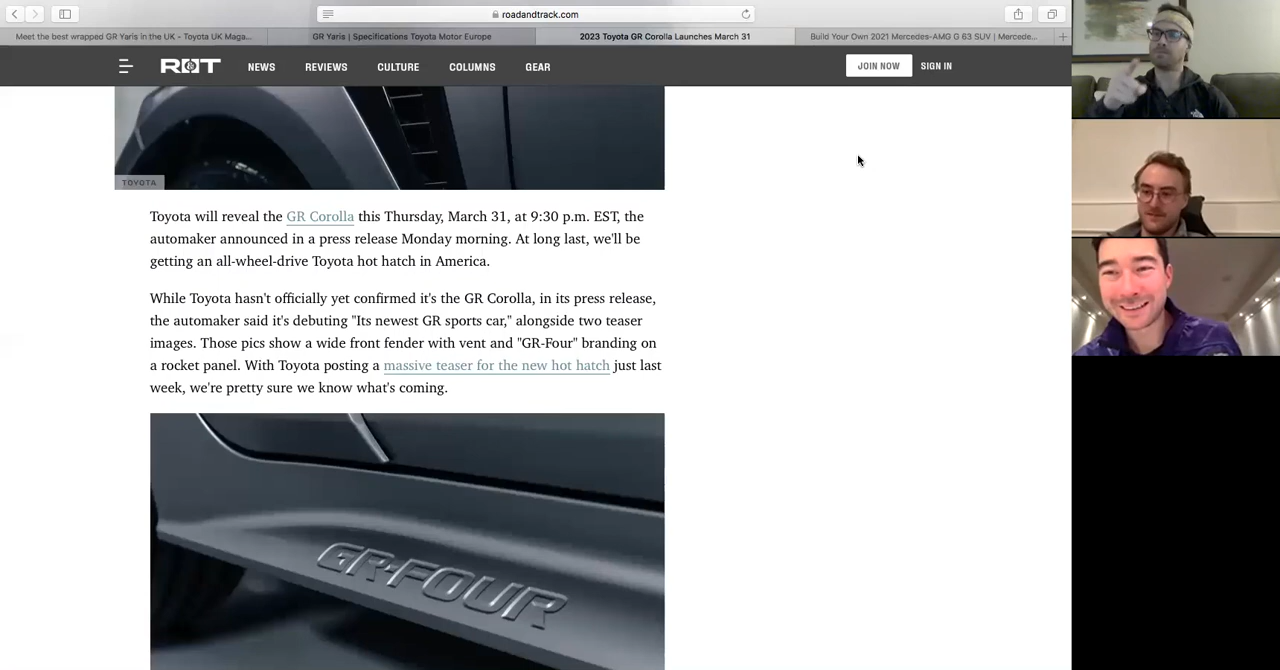 roadandtrack.com
Meet the best wrapped GR Yaris in the UK - Toyota UK Maga...
GR Yaris | Specifications Toyota Motor Europe
2023 Toyota GR Corolla Launches March 31
Build Your Own 2021 Mercedes-AMG G 63 SUV | Mercede...
R&T
NEWS
REVIEWS
CULTURE
COLUMNS
GEAR
JOIN NOW
SIGN IN
TOYOTA
Toyota will reveal the GR Corolla this Thursday, March 31, at 9:30 p.m. EST, the
automaker announced in a press release Monday morning. At long last, we'll be
getting an all-wheel-drive Toyota hot hatch in America.
While Toyota hasn't officially yet confirmed it's the GR Corolla, in its press release,
the automaker said it's debuting "Its newest GR sports car," alongside two teaser
images. Those pics show a wide front fender with vent and "GR-Four" branding on
a rocket panel. With Toyota posting a massive teaser for the new hot hatch just last
week, we're pretty sure we know what's coming.
GR-FOUR